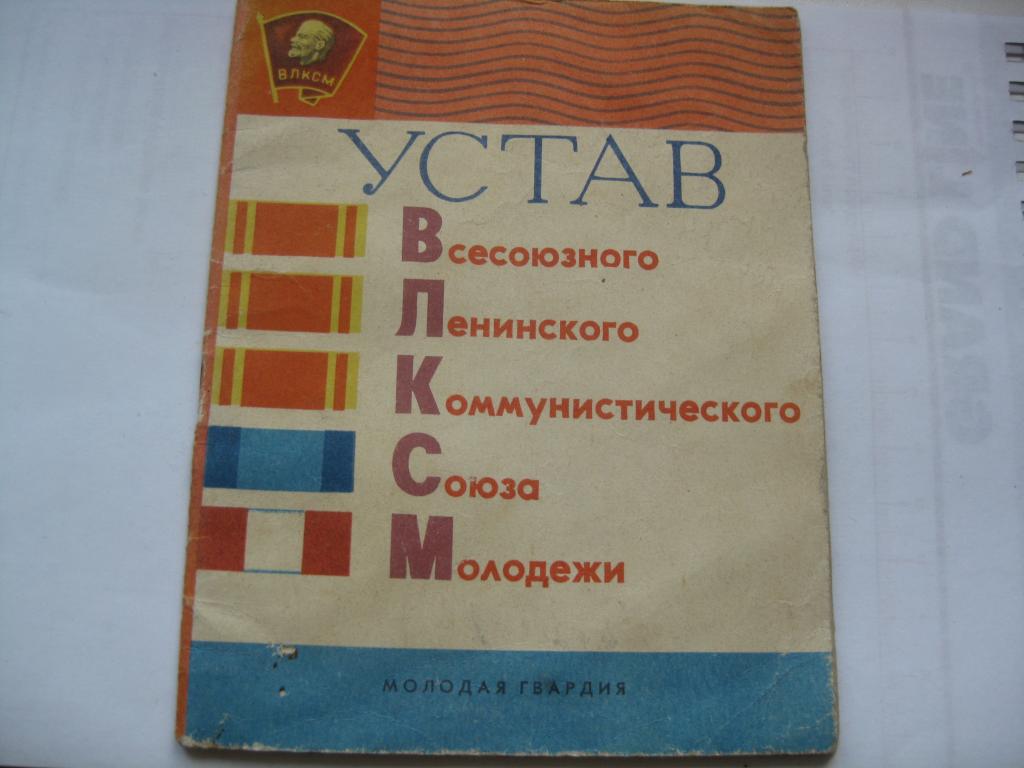 ВЛКСМ
УСТАВ
Всесоюзного
Ленинского
Коммунистического
Союза
Молодежи
МОЛОДАЯ ГВАРДИЯ